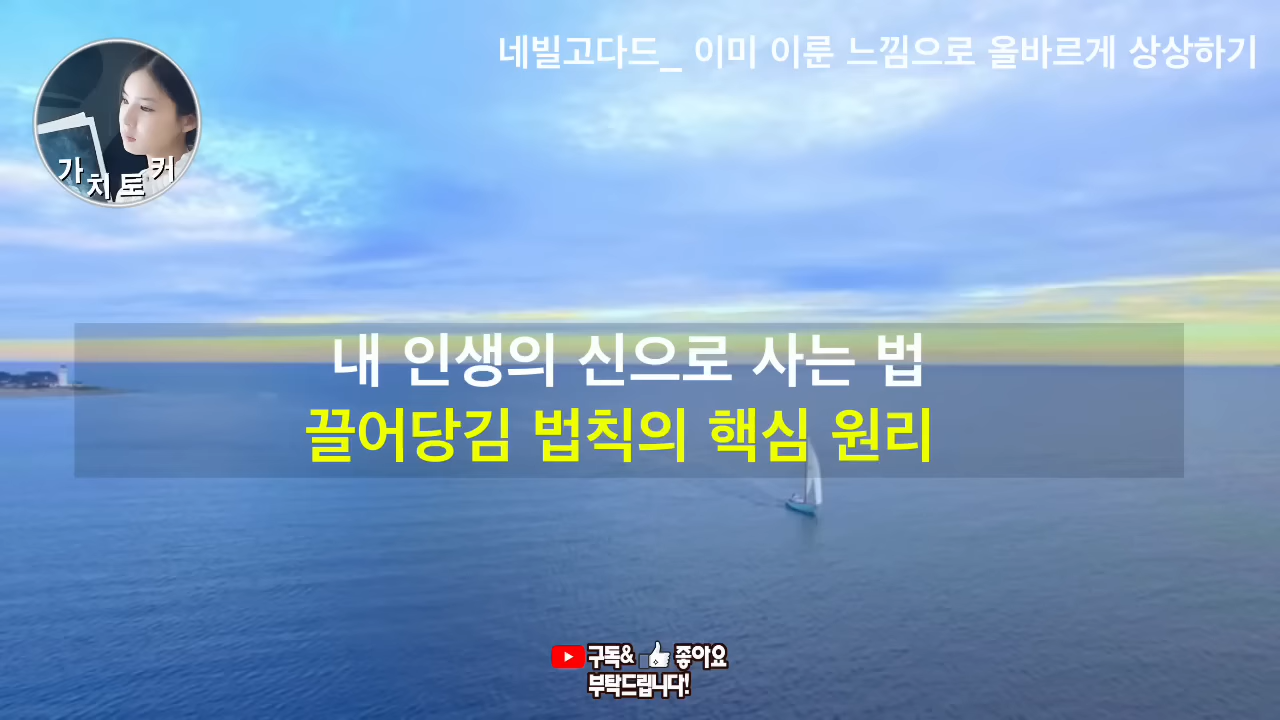 네빌고다드_ 이미 이룬 느낌으로 올바르게 상상하기
가치토커
내 인생의 신으로 사는 법
끌어당김 법칙의 핵심 원리
구독& 좋아요
부탁드립니다!